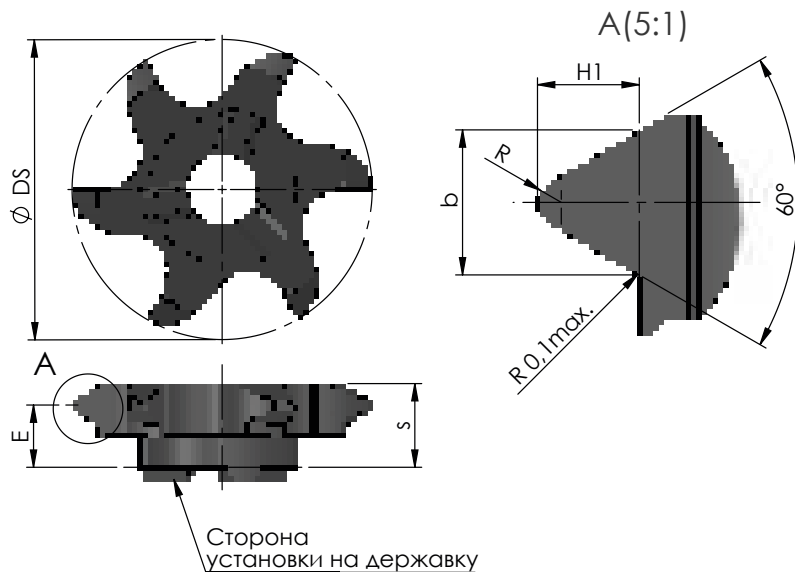 A(5:1)
H1
R
b
60°
R 0,1max.
Ø DS
A
E
s
Сторона
установки на державку